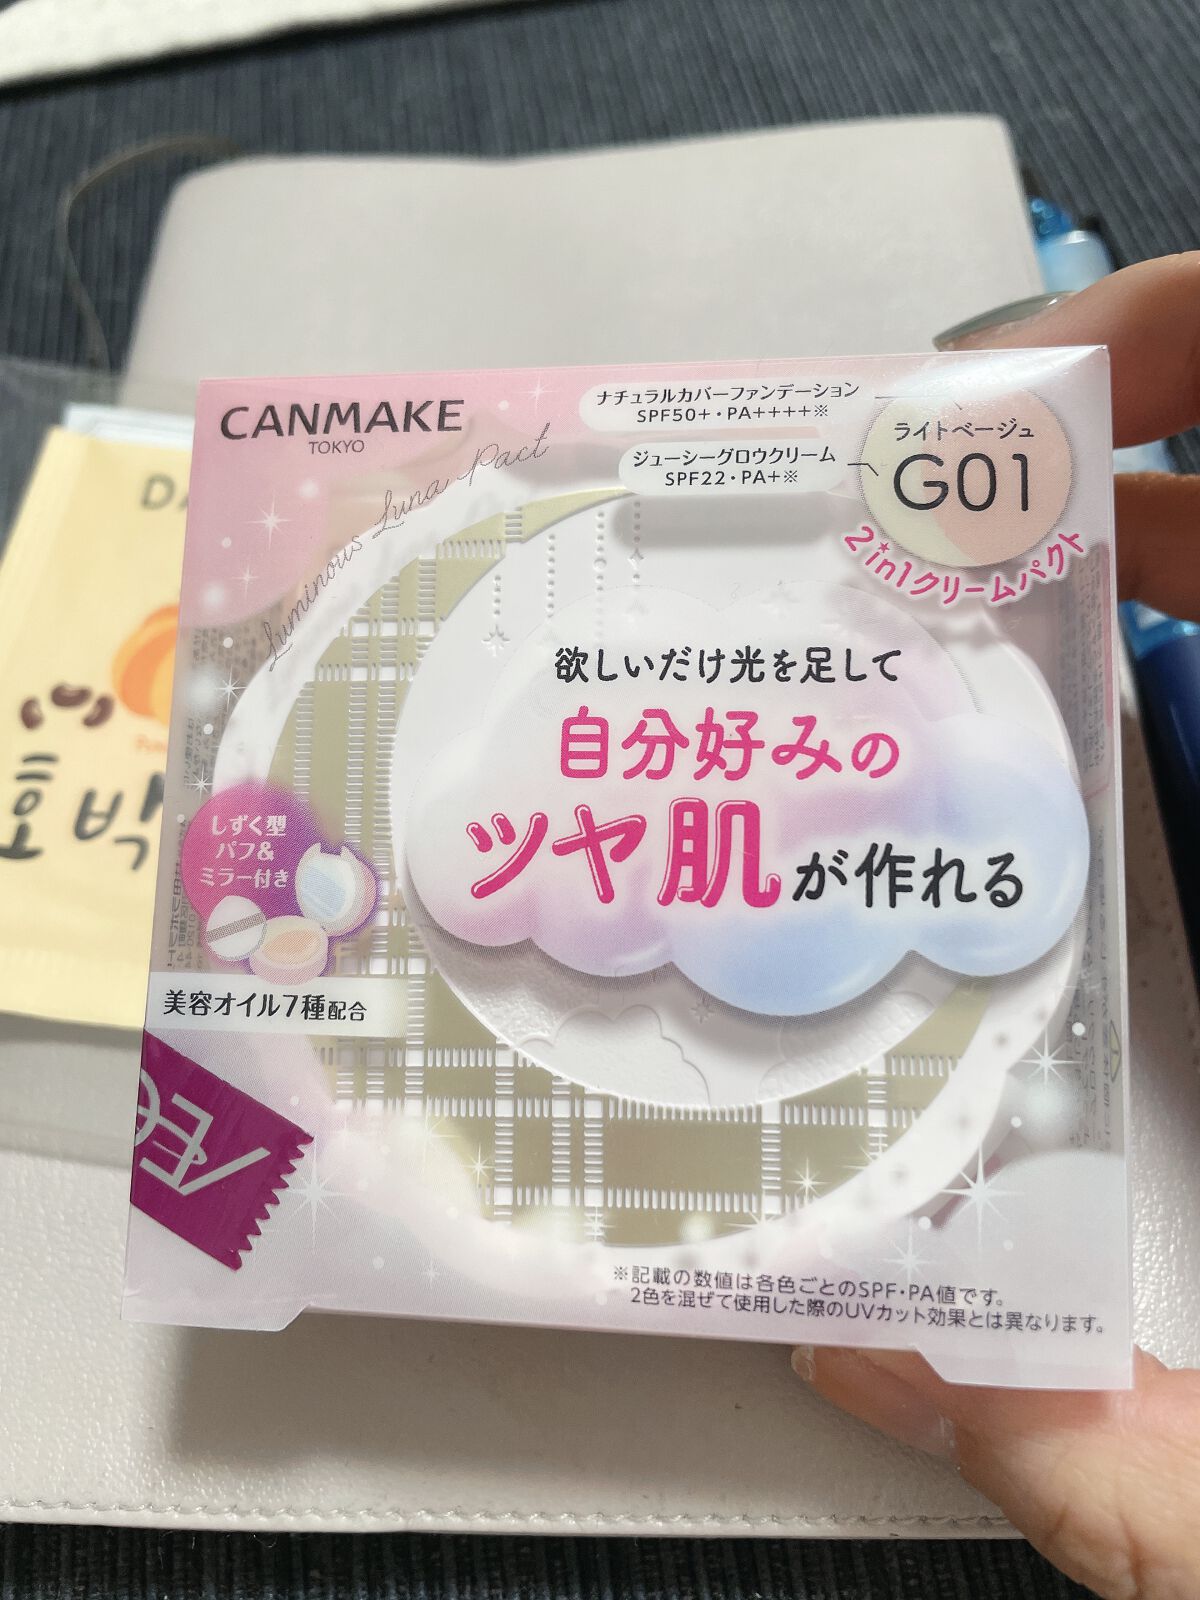 CANMAKE
TOKYO
Luminous Luna Pact
ナチュラルカバーファンデーション
SPF50+・PA++++※
ジューシーグロウクリーム
SPF22・PA+※
ライトベージュ
G01
2in1クリームパクト
欲しいだけ光を足して
自分好みの
ツヤ肌が作れる
しずく型
パフ&
ミラー付き
美容オイル7種配合
※記載の数値は各色ごとのSPF・PA値です。
2色を混ぜて使用した際のUVカット効果とは異なります。
호박